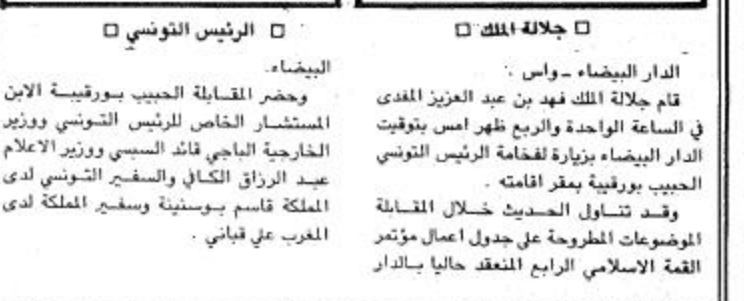 □ جلالة الملك □
الدار البيضاء ـ واس .
قام جلالة الملك فهد بن عبد العزيز المفدى
في الساعة الواحدة والربع ظهر امس بتوقيت
الدار البيضاء بزيارة لفخامة الرئيس التونسي
الحبيب بورقيبة بمقر اقامته .
وقد تناول الحديث خلال المقابلة
الموضوعات المطروحة على جدول اعمال مؤتمر
القمة الاسلامي الرابع المنعقد حاليا بالدار
□ الرئيس التونسي □
البيضاء.
وحضر المقابلة الحبيب بورقيبة الابن
المستشار الخاص للرئيس التونسي ووزير
الخارجية الباجي قائد السبسي ووزير الاعلام
عبد الرزاق الكافي والسفير التونسي لدى
المملكة قاسم بوسنينة وسفير المملكة لدى
المغرب علي قباني .